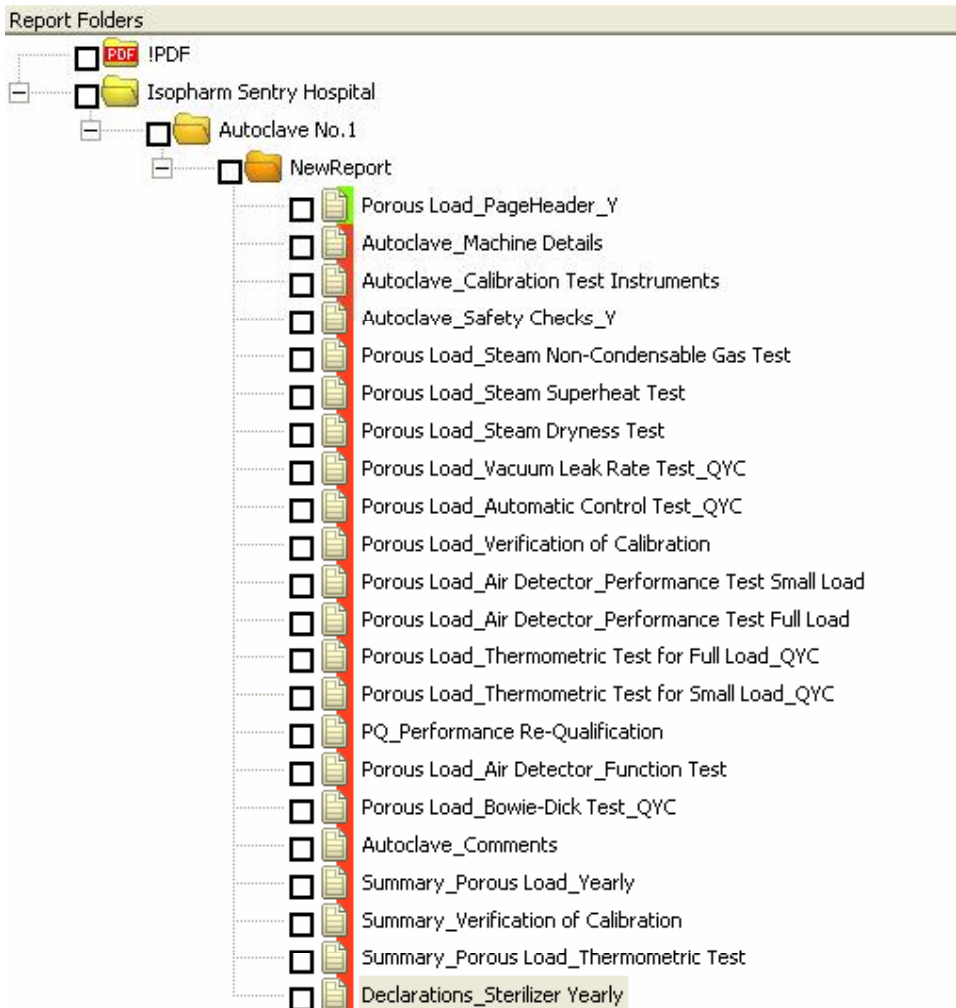 Report Folders
PDF !PDF
Isopharm Sentry Hospital
Autoclave No.1
NewReport
Porous Load_PageHeader_Y
Autoclave_Machine Details
Autoclave_Calibration Test Instruments
Autoclave_Safety Checks_Y
Porous Load_Steam Non-Condensable Gas Test
Porous Load_Steam Superheat Test
Porous Load_Steam Dryness Test
Porous Load_Vacuum Leak Rate Test_QYC
Porous Load_Automatic Control Test_QYC
Porous Load_Verification of Calibration
Porous Load_Air Detector_Performance Test Small Load
Porous Load_Air Detector_Performance Test Full Load
Porous Load_Thermometric Test for Full Load_QYC
Porous Load_Thermometric Test for Small Load_QYC
PQ_Performance Re-Qualification
Porous Load_Air Detector_Function Test
Porous Load_Bowie-Dick Test_QYC
Autoclave_Comments
Summary_Porous Load_Yearly
Summary_Verification of Calibration
Summary_Porous Load_Thermometric Test
Declarations_Sterilizer Yearly